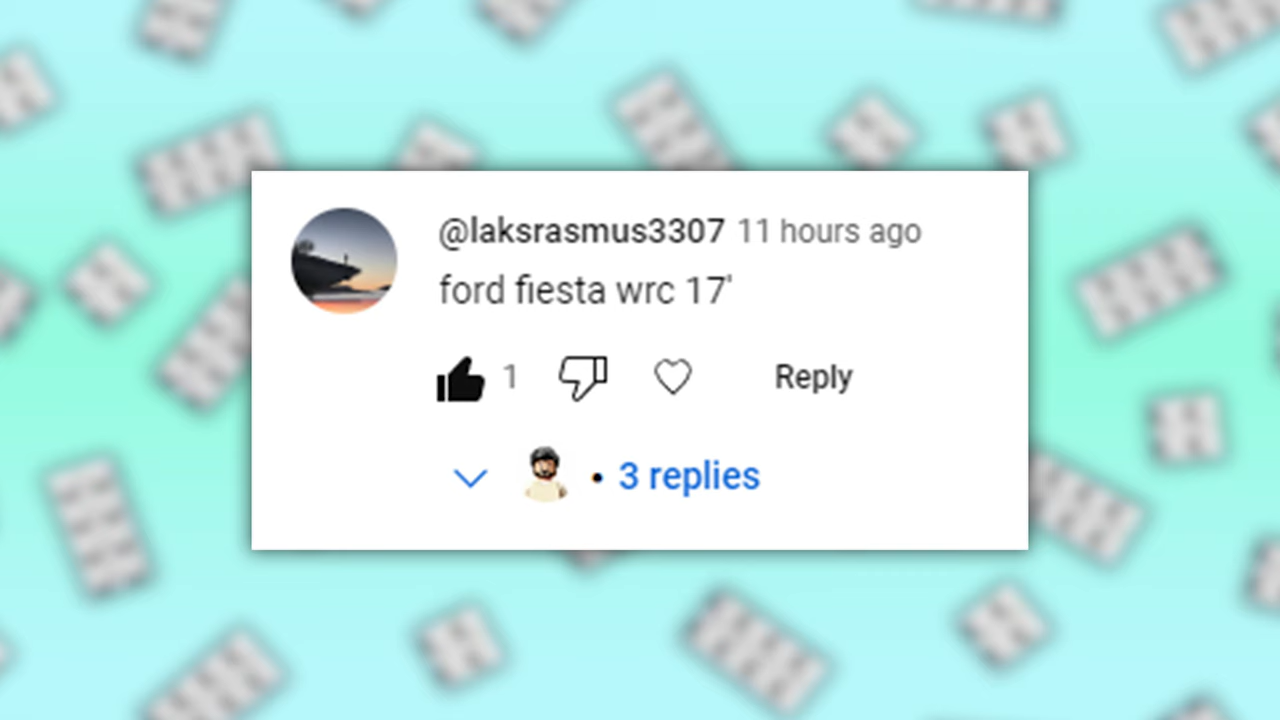 @laksrasmus3307 11 hours ago
ford fiesta wrc 17'
1 Reply
• 3 replies